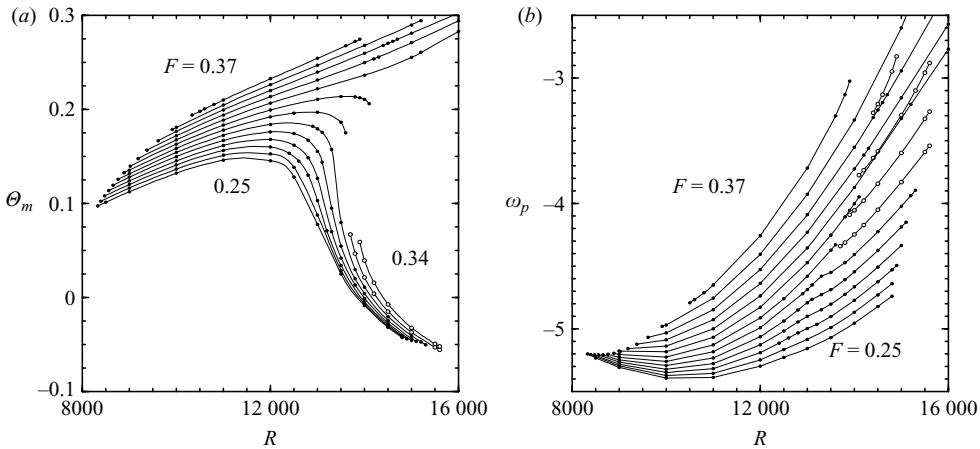 (a)
0.3
0.2
0.1
0
–0.1
Θm
F = 0.37
0.25
0.34
8000
12 000
16 000
R
(b)
–3
–4
–5
ωp
F = 0.37
F = 0.25
8000
12 000
16 000
R